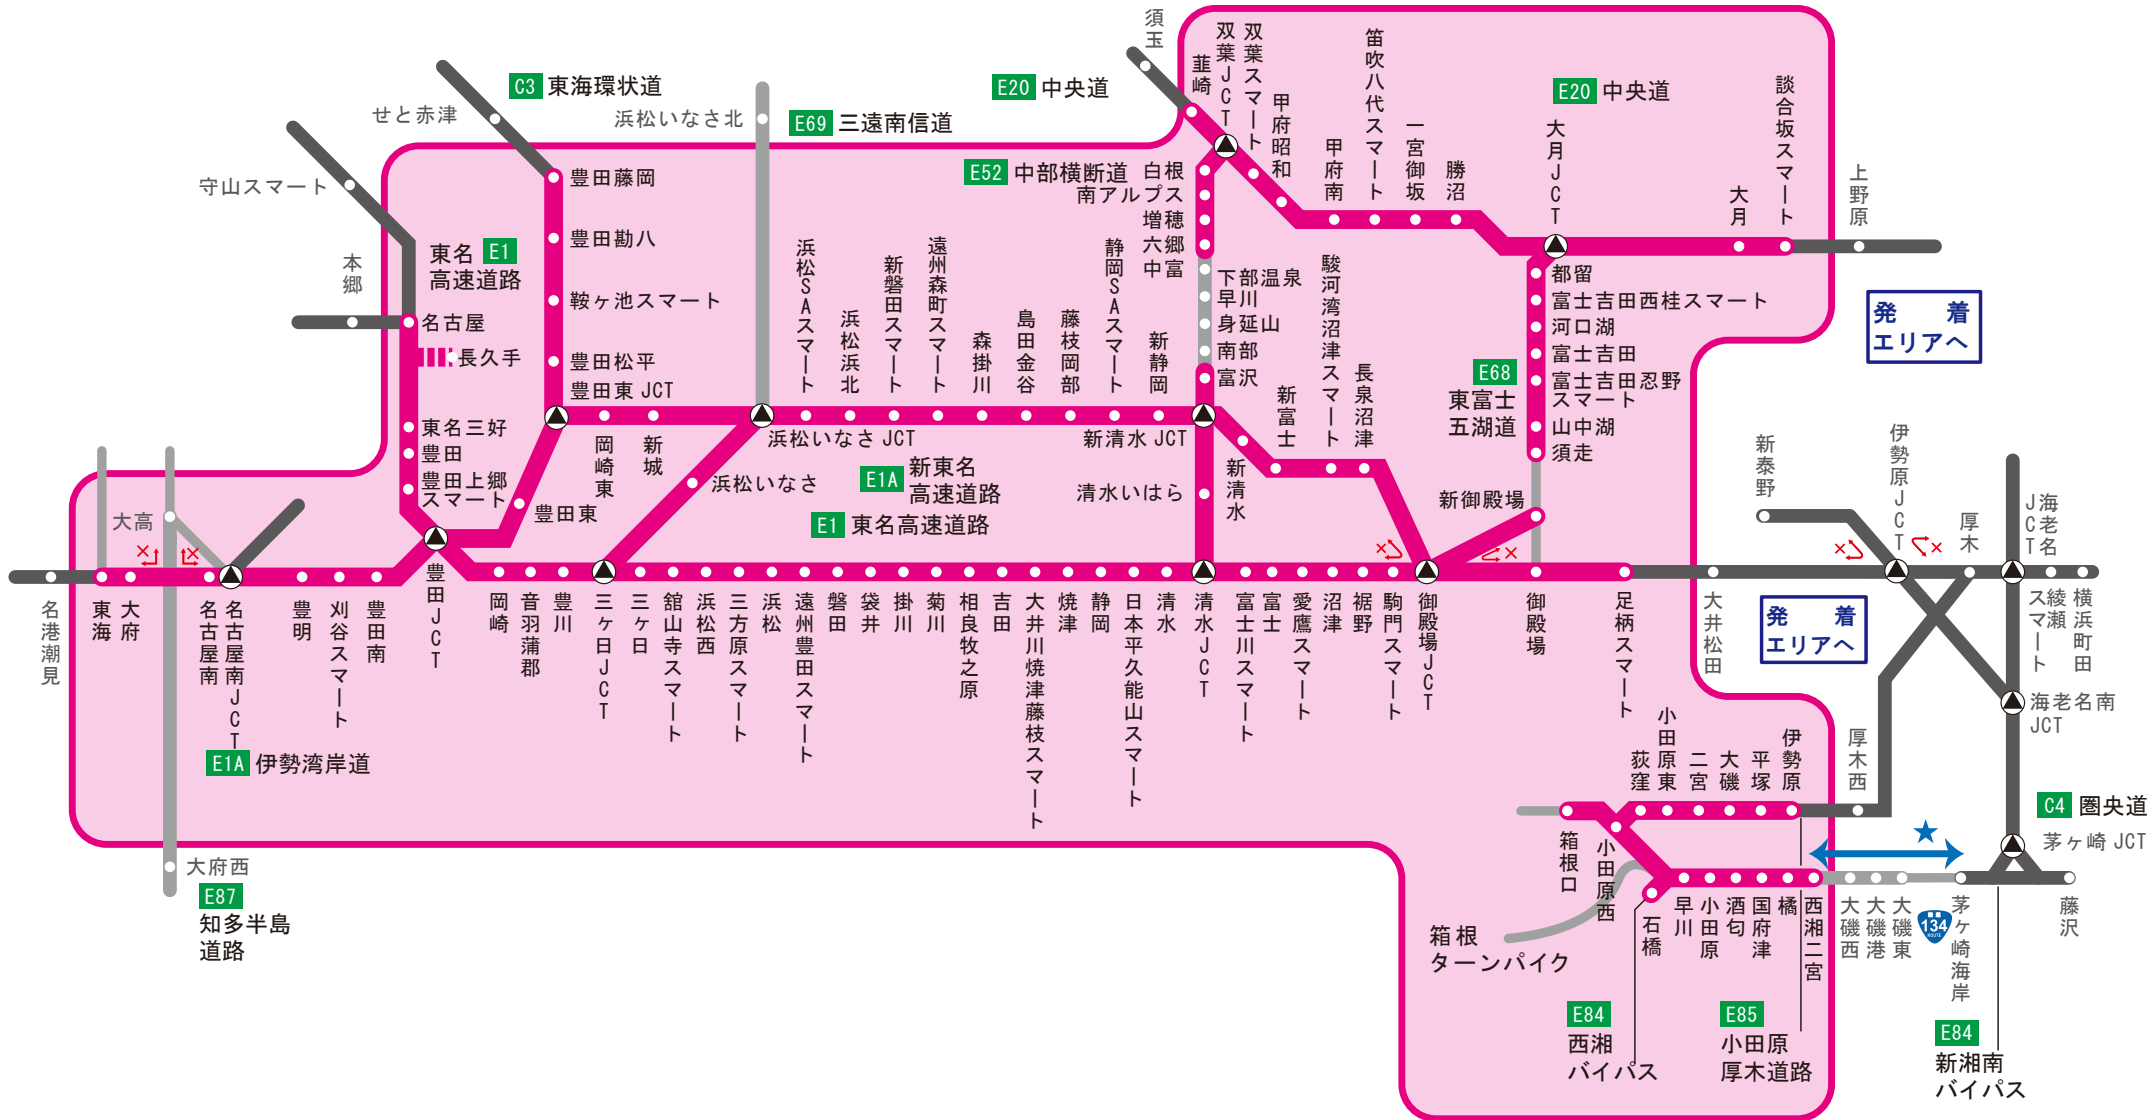 須玉
韮崎
双葉JCT
双葉スマート
甲府昭和
甲府南
笛吹八代スマート
一宮御坂
勝沼
大月JCT
大月
談合坂スマート
上野原
E20 中央道
E20 中央道
C3 東海環状道
せと赤津
浜松いなさ北
E69 三遠南信道
守山スマート
本郷
東名 E1
高速道路
名古屋
長久手
東名三好
豊田
豊田上郷
スマート
豊田藤岡
豊田勘八
鞍ヶ池スマート
豊田松平
豊田東 JCT
E52 中部横断道
白根
南アルプス
増穂
六郷
中富
下部温泉
早川
身延山
南部
富沢
都留
富士吉田西桂スマート
河口湖
富士吉田
富士吉田忍野
スマート
山中湖
須走
E68
東富士
五湖道
発着
エリアへ
浜松SAスマート
浜松浜北
新磐田スマート
遠州森町スマート
森掛川
島田金谷
藤枝岡部
静岡SAスマート
新静岡
新富士
駿河湾沼津スマート
長泉沼津
岡崎東
新城
浜松いなさ JCT
新清水 JCT
新清水
浜松いなさ
豊田東
E1A 新東名
高速道路
E1 東名高速道路
清水いはら
新御殿場
大高
新秦野
伊勢原JCT
厚木
海老名
JCT
名港潮見
東海
大府
名古屋南
名古屋南JCT
豊明
刈谷スマート
豊田南
豊田JCT
岡崎
音羽蒲郡
豊川
三ヶ日JCT
三ヶ日
舘山寺スマート
浜松西
三方原スマート
浜松
遠州豊田スマート
磐田
袋井
掛川
菊川
相良牧之原
吉田
大井川焼津藤枝スマート
焼津
静岡
日本平久能山スマート
清水
清水JCT
富士川スマート
富士
愛鷹スマート
沼津
裾野
駒門スマート
御殿場JCT
御殿場
足柄スマート
大井松田
発着
エリアへ
綾瀬
スマート
横浜町田
海老名南
JCT
E1A 伊勢湾岸道
大府西
E87
知多半島
道路
荻窪
小田原東
二宮
大磯
平塚
伊勢原
厚木西
C4 圏央道
茅ヶ崎 JCT
★
箱根口
小田原西
石橋
早川
小田原
酒匂
国府津
橘
西湘二宮
大磯西
大磯港
大磯東
134
ROUTE
茅ヶ崎海岸
藤沢
箱根
ターンパイク
E84
西湘
バイパス
E85
小田原
厚木道路
E84
新湘南
バイパス